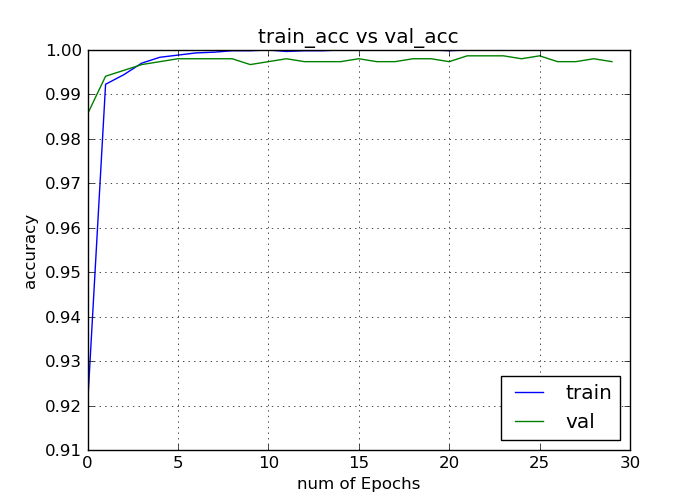 train_acc vs val_acc
1.00
0.99
0.98
0.97
0.96
0.95
0.94
0.93
0.92
0.91
accuracy
train
val
0 5 10 15 20 25 30
num of Epochs